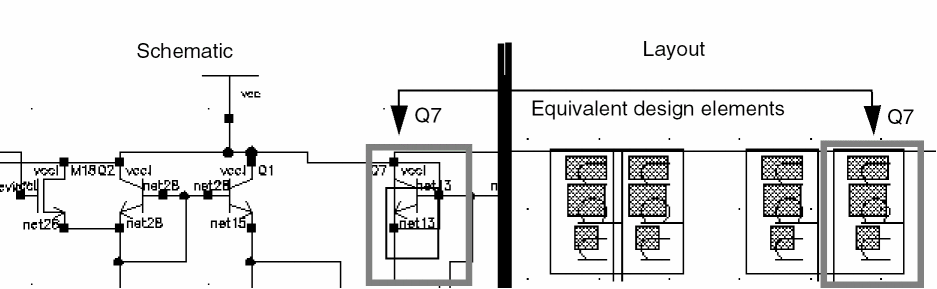 Schematic
Layout
vcc
Equivalent design elements
Q7
Q7
vccl
M18
Q2
vccl
vccl
Q1
Q7
vccl
net28
net28
net13
net26
net28
net15
net13